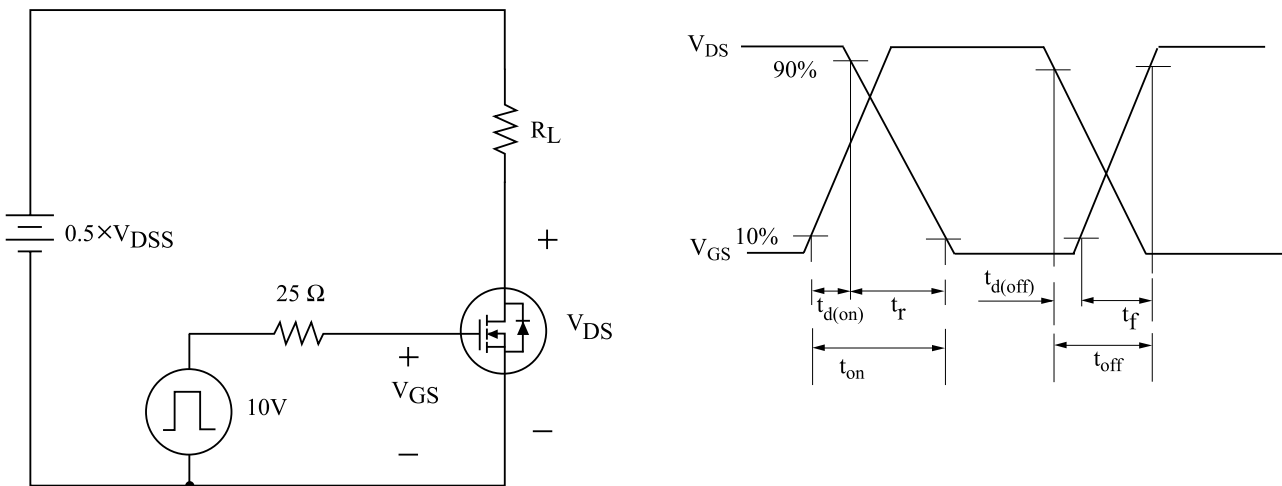 R_L
0.5×V_DSS
+
25 Ω
V_DS
+
V_GS
10V
−
−
V_DS
90%
10%
V_GS
t_d(on)
t_r
t_on
t_d(off)
t_f
t_off